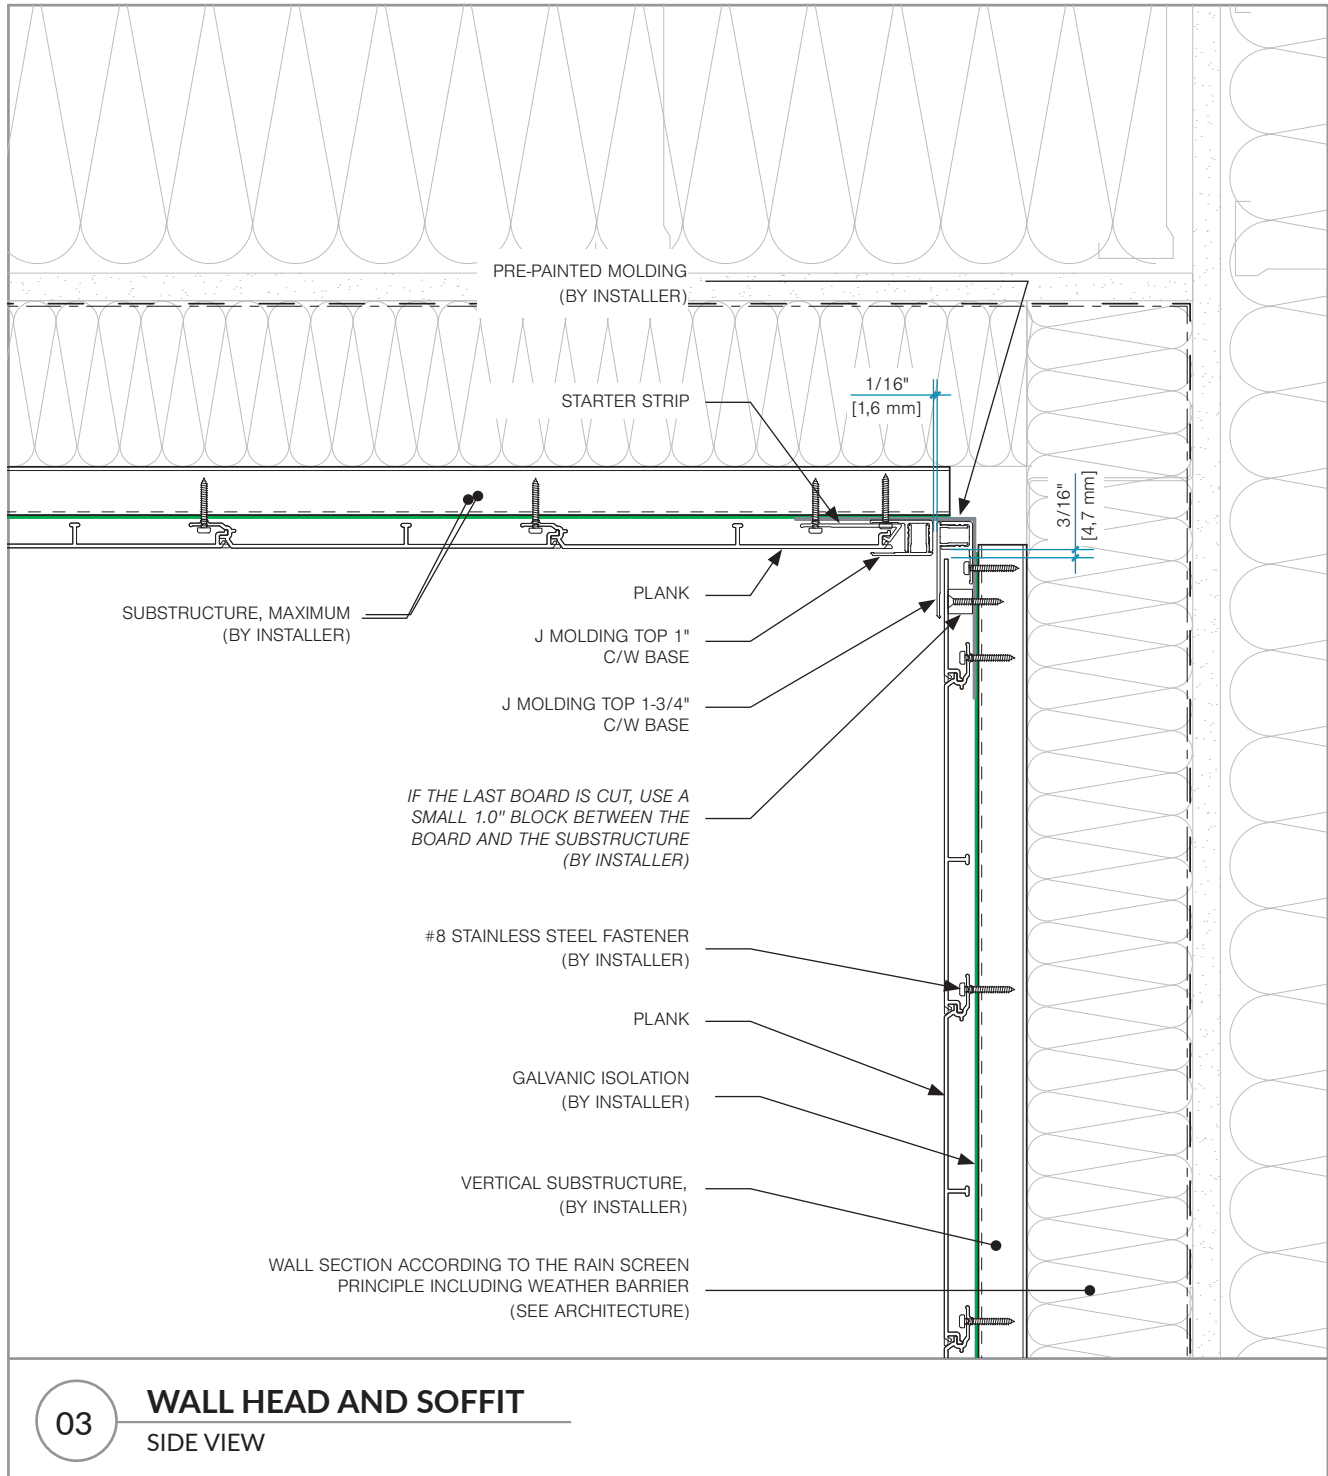 PRE-PAINTED MOLDING
(BY INSTALLER)
1/16"
[1,6 mm]
STARTER STRIP
3/16"
[4,7 mm]
PLANK
SUBSTRUCTURE, MAXIMUM
(BY INSTALLER)
J MOLDING TOP 1"
C/W BASE
J MOLDING TOP 1-3/4"
C/W BASE
IF THE LAST BOARD IS CUT, USE A
SMALL 1.0" BLOCK BETWEEN THE
BOARD AND THE SUBSTRUCTURE
(BY INSTALLER)
#8 STAINLESS STEEL FASTENER
(BY INSTALLER)
PLANK
GALVANIC ISOLATION
(BY INSTALLER)
VERTICAL SUBSTRUCTURE,
(BY INSTALLER)
WALL SECTION ACCORDING TO THE RAIN SCREEN
PRINCIPLE INCLUDING WEATHER BARRIER
(SEE ARCHITECTURE)
03
WALL HEAD AND SOFFIT
SIDE VIEW